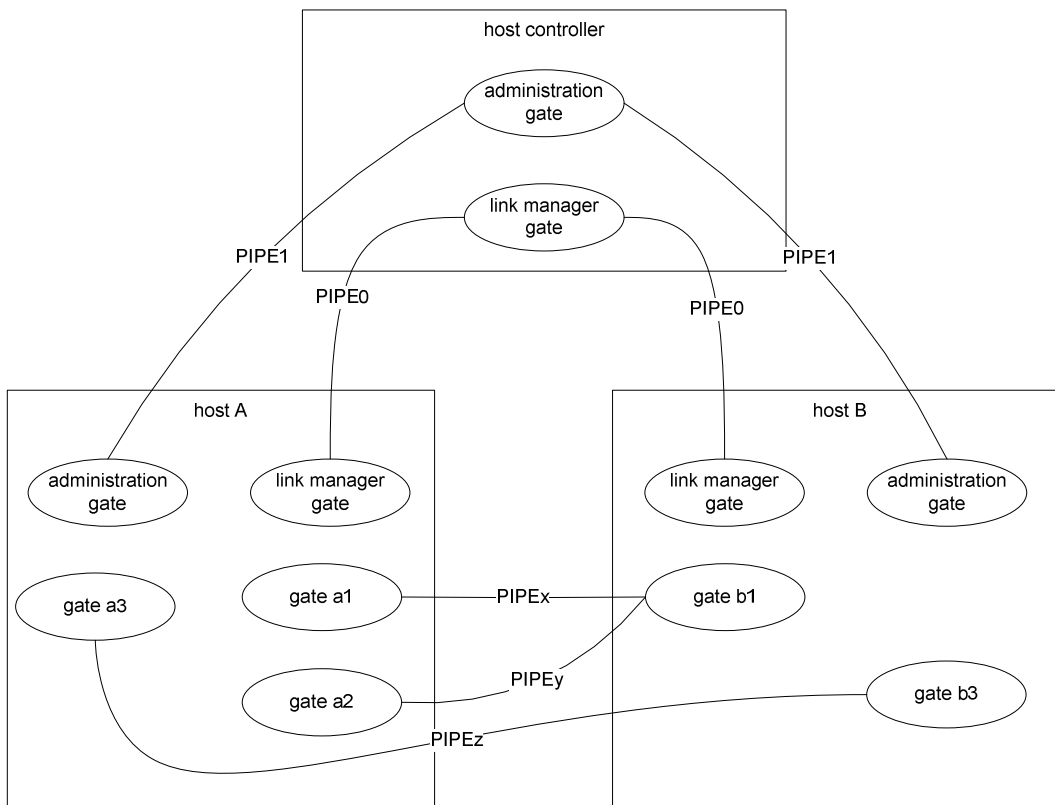 host controller
administration
gate
link manager
gate
PIPE1
PIPE1
PIPE0
PIPE0
host A
host B
administration
gate
link manager
gate
link manager
gate
administration
gate
gate a3
gate a1
PIPEx
gate b1
gate a2
PIPEy
gate b3
PIPEz